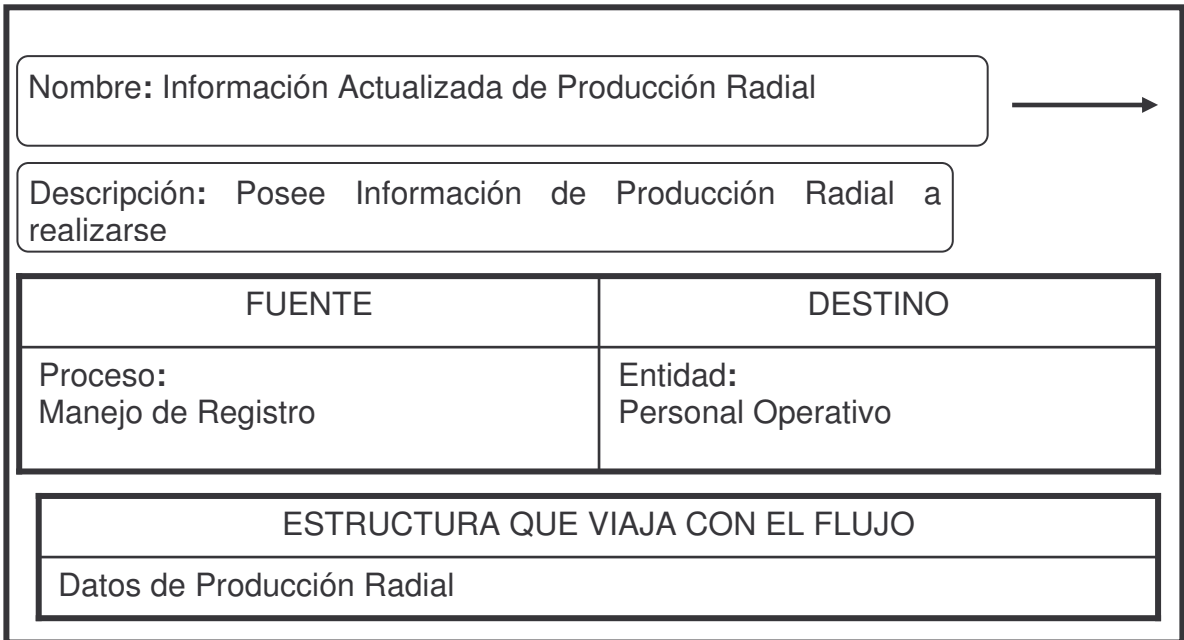 Nombre: Información Actualizada de Producción Radial
Descripción: Posee Información de Producción Radial a
realizarse
FUENTE
DESTINO
Proceso:
Manejo de Registro
Entidad:
Personal Operativo
ESTRUCTURA QUE VIAJA CON EL FLUJO
Datos de Producción Radial